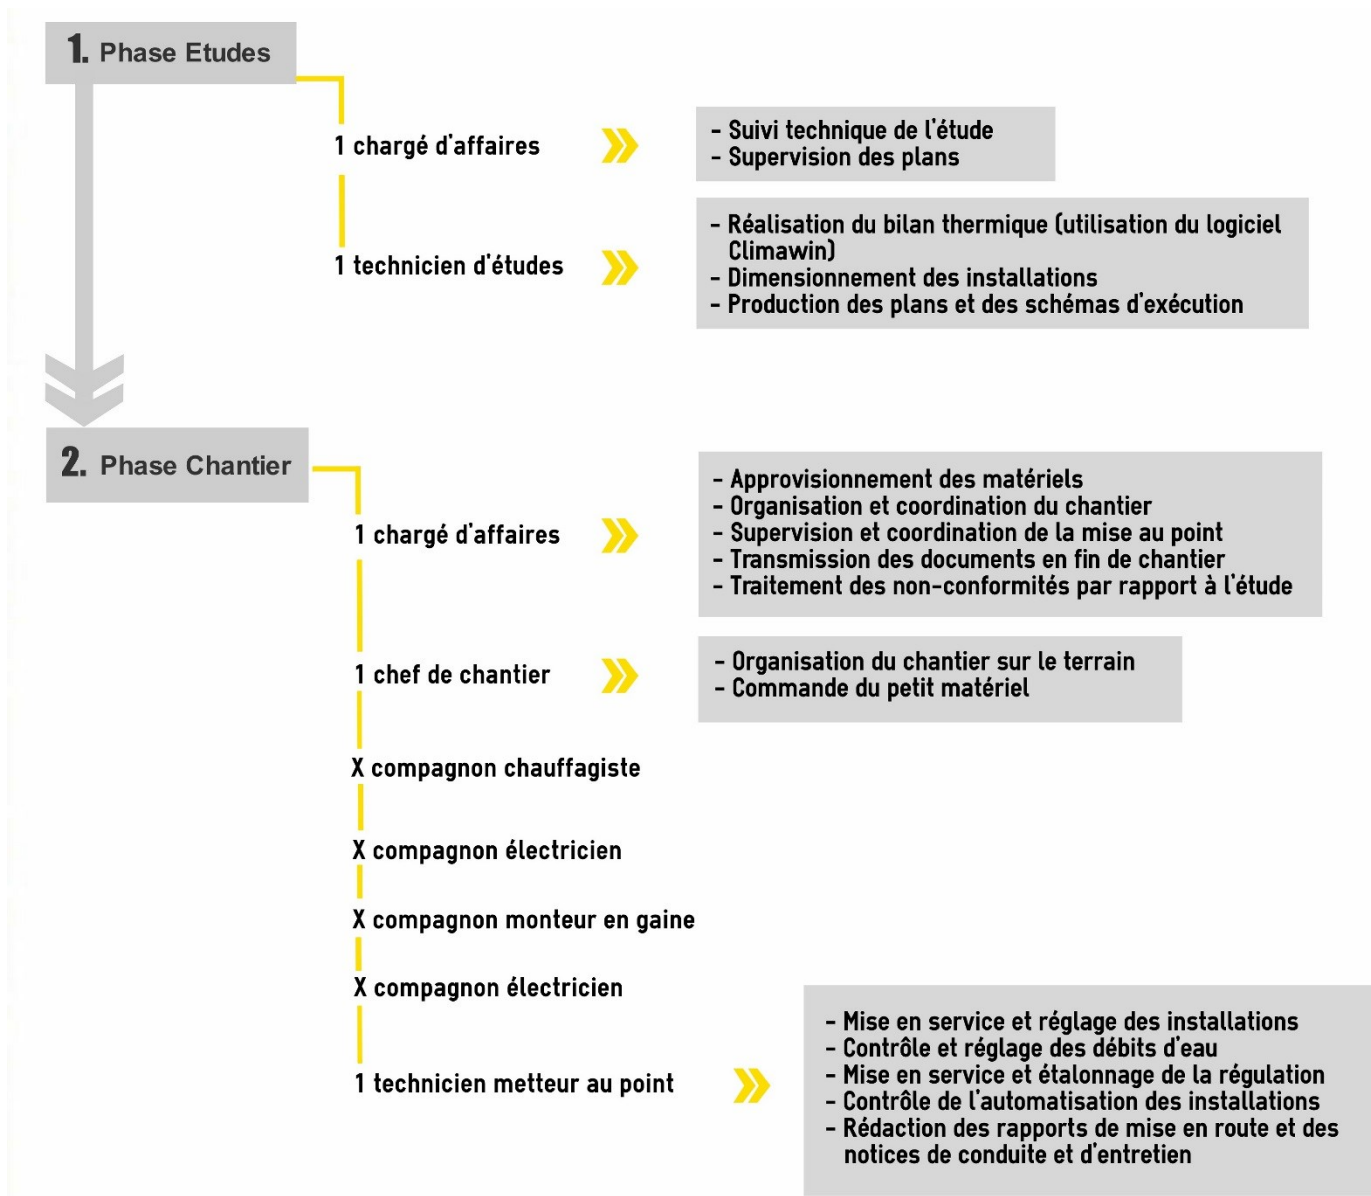 1. Phase Etudes
1 chargé d'affaires
- Suivi technique de l'étude
- Supervision des plans
1 technicien d'études
- Réalisation du bilan thermique (utilisation du logiciel
Climawin)
- Dimensionnement des installations
- Production des plans et des schémas d'exécution
2. Phase Chantier
1 chargé d'affaires
- Approvisionnement des matériels
- Organisation et coordination du chantier
- Supervision et coordination de la mise au point
- Transmission des documents en fin de chantier
- Traitement des non-conformités par rapport à l'étude
1 chef de chantier
- Organisation du chantier sur le terrain
- Commande du petit matériel
X compagnon chauffagiste
X compagnon électricien
X compagnon monteur en gaine
X compagnon électricien
1 technicien metteur au point
- Mise en service et réglage des installations
- Contrôle et réglage des débits d'eau
- Mise en service et étalonnage de la régulation
- Contrôle de l'automatisation des installations
- Rédaction des rapports de mise en route et des
notices de conduite et d'entretien